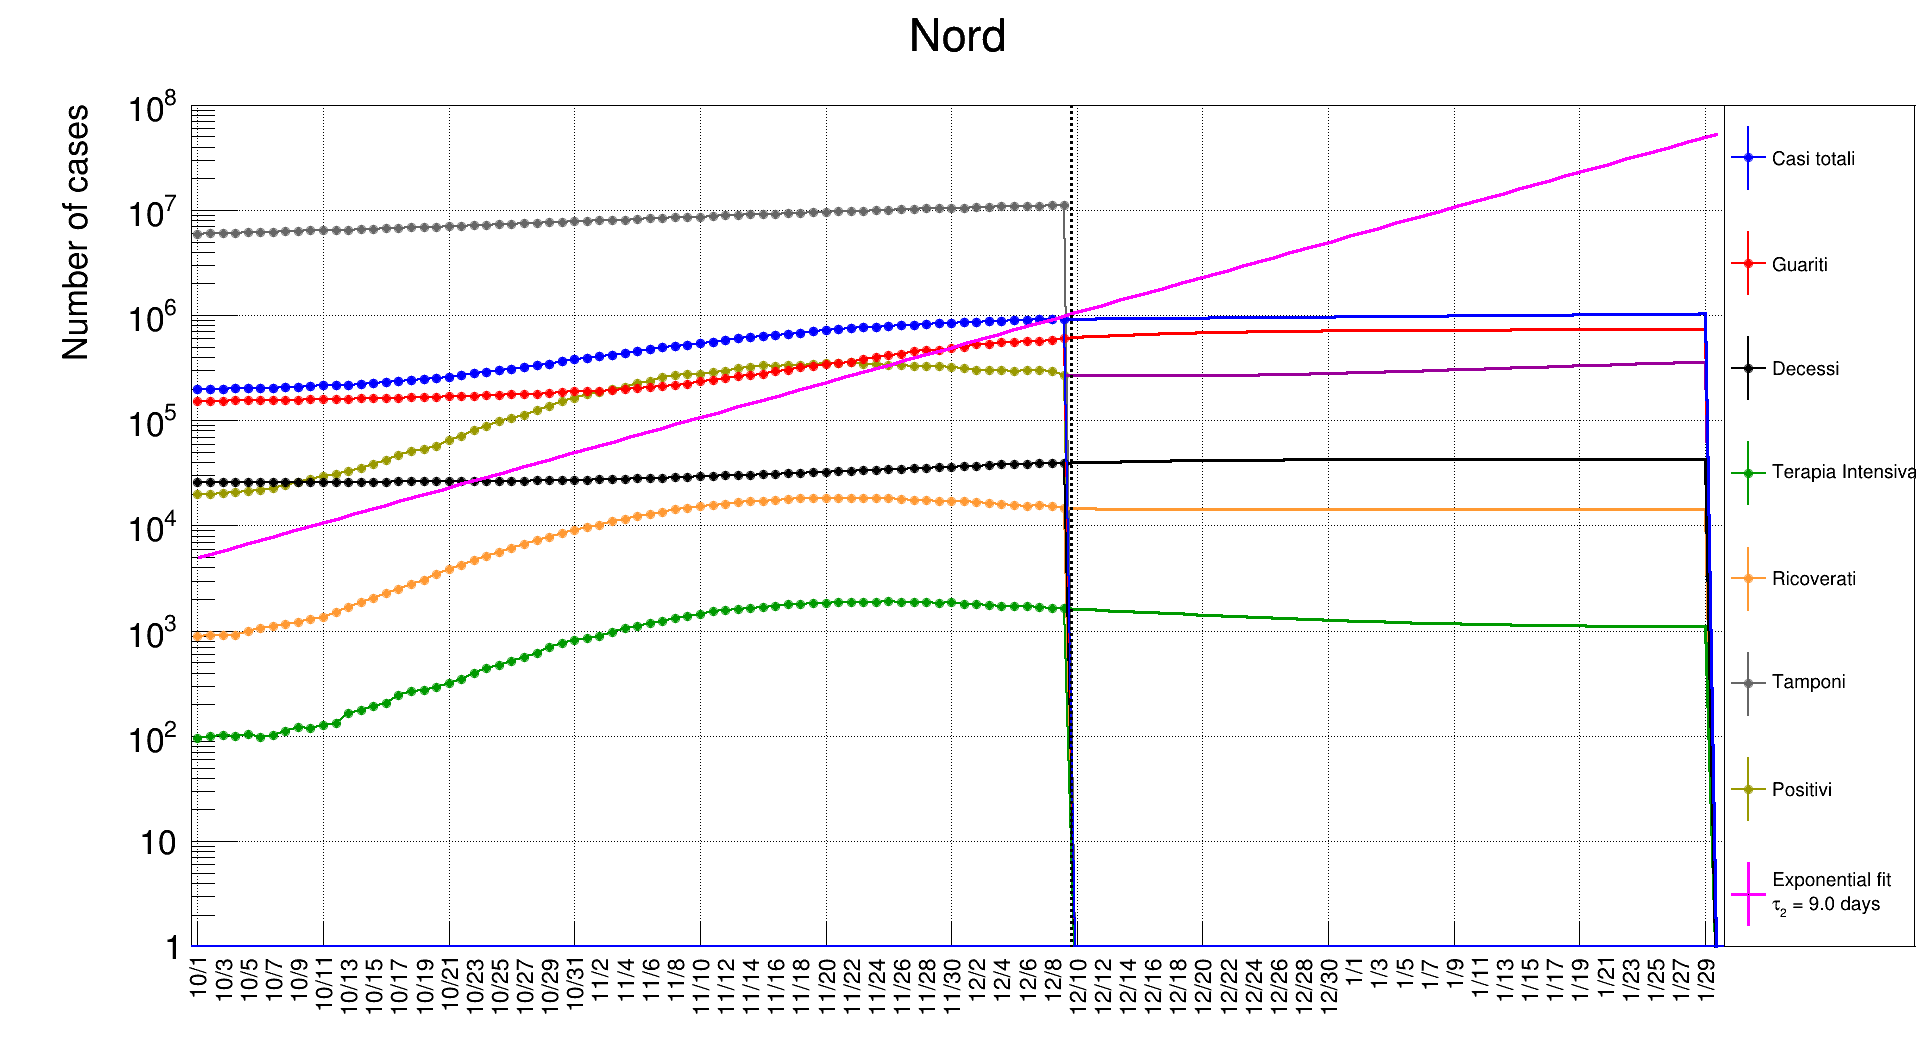 Nord
Number of cases
10^8
10^7
10^6
10^5
10^4
10^3
10^2
10
1
10/1 10/3 10/5 10/7 10/9 10/11 10/13 10/15 10/17 10/19 10/21 10/23 10/25 10/27 10/29 10/31 11/2 11/4 11/6 11/8 11/10 11/12 11/14 11/16 11/18 11/20 11/22 11/24 11/26 11/28 11/30 12/2 12/4 12/6 12/8 12/10 12/12 12/14 12/16 12/18 12/20 12/22 12/24 12/26 12/28 12/30 1/1 1/3 1/5 1/7 1/9 1/11 1/13 1/15 1/17 1/19 1/21 1/23 1/25 1/27 1/29
Casi totali
Guariti
Decessi
Terapia Intensiva
Ricoverati
Tamponi
Positivi
Exponential fit
τ₂ = 9.0 days